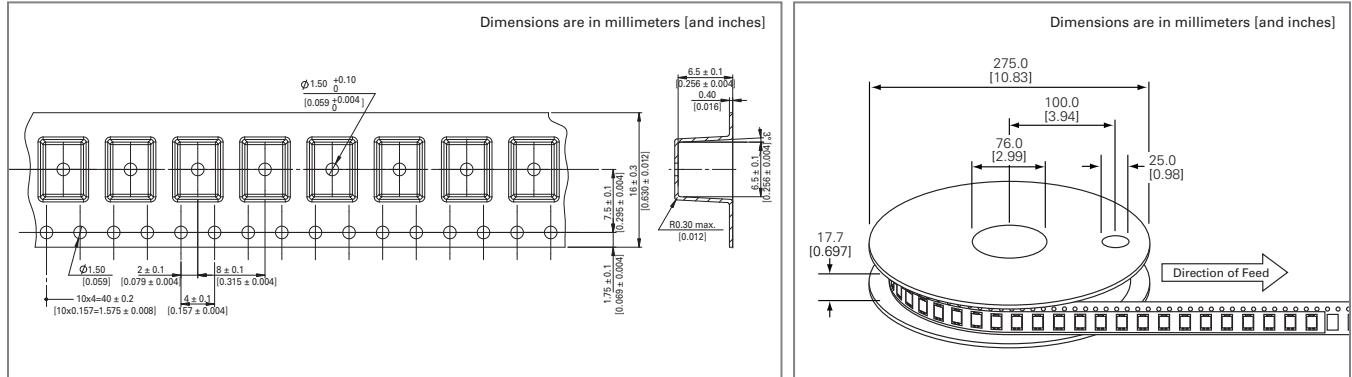 Dimensions are in millimeters [and inches]
Ø1.50 +0.10 0
[0.059 +0.004 0]
6.5 ± 0.1
[0.256 ± 0.004]
0.40
[0.016]
3°
6.5 ± 0.1
[0.256 ± 0.004]
16 ± 0.3
[0.630 ± 0.012]
7.5 ± 0.1
[0.295 ± 0.004]
R0.30 max.
[0.012]
1.75 ± 0.1
[0.069 ± 0.004]
Ø1.50
[0.059]
2 ± 0.1
[0.079 ± 0.004]
8 ± 0.1
[0.315 ± 0.004]
10x4=40 ± 0.2
[10x0.157=1.575 ± 0.008]
4 ± 0.1
[0.157 ± 0.004]
Dimensions are in millimeters [and inches]
275.0
[10.83]
100.0
[3.94]
76.0
[2.99]
25.0
[0.98]
17.7
[0.697]
Direction of Feed